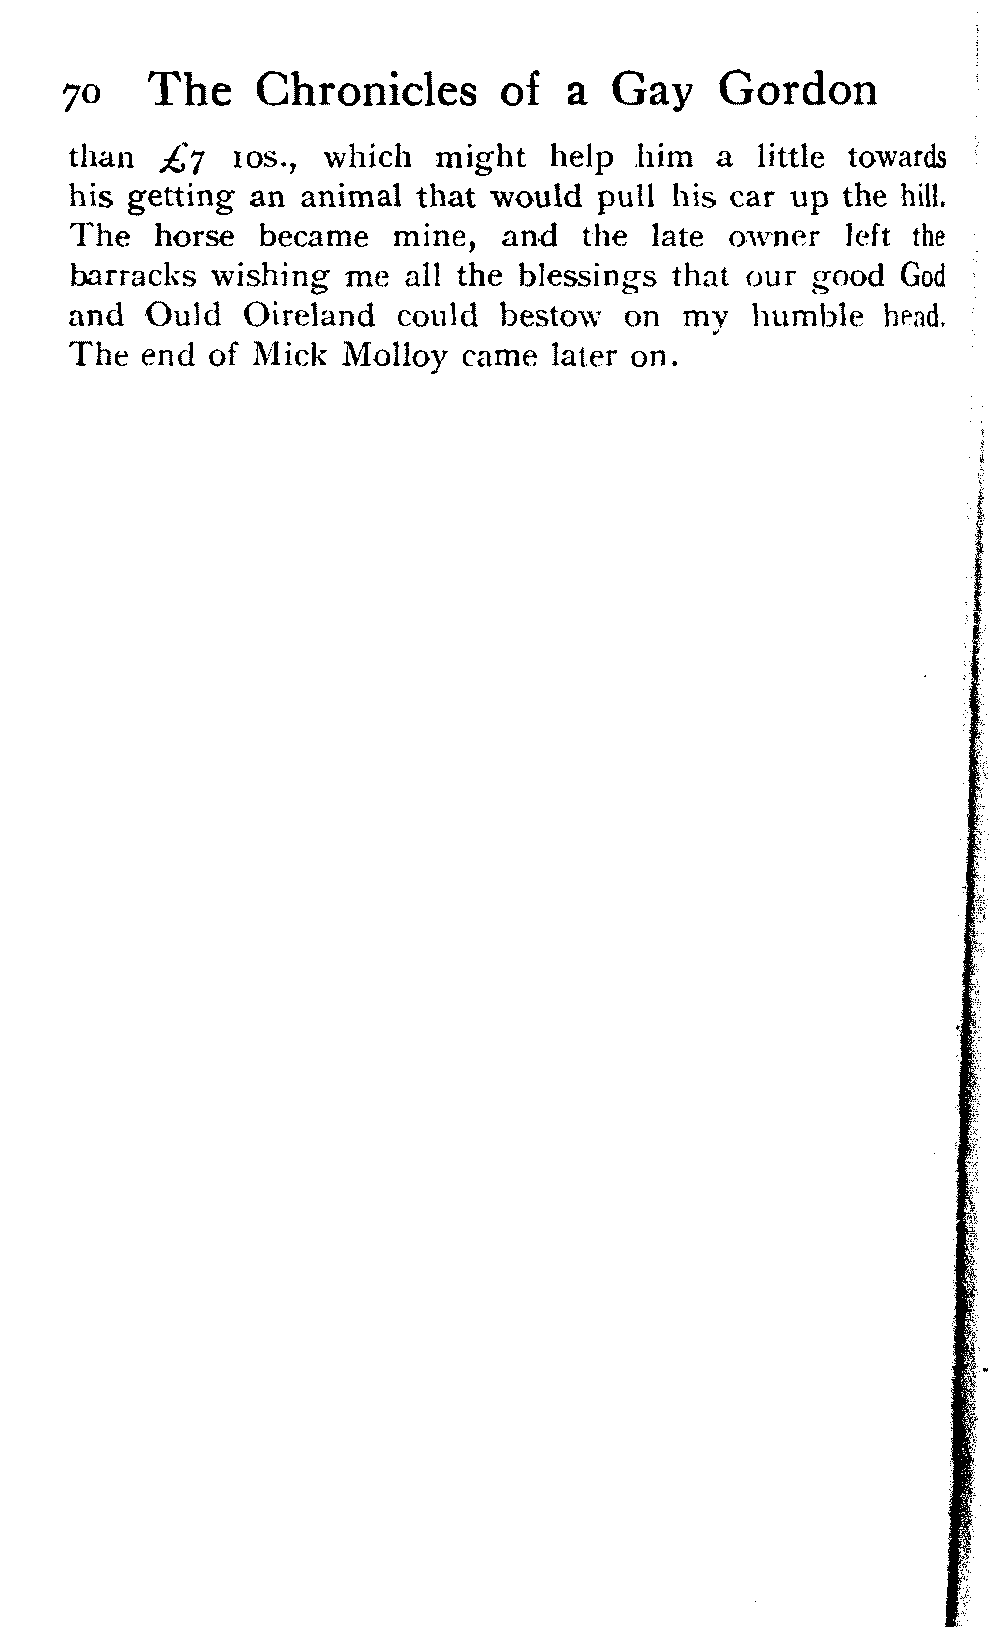 70 The Chronicles of a Gay Gordon
than £7 10s., which might help him a little towards
his getting an animal that would pull his car up the hill.
The horse became mine, and the late owner left the
barracks wishing me all the blessings that our good God
and Ould Oireland could bestow on my humble head.
The end of Mick Molloy came later on.